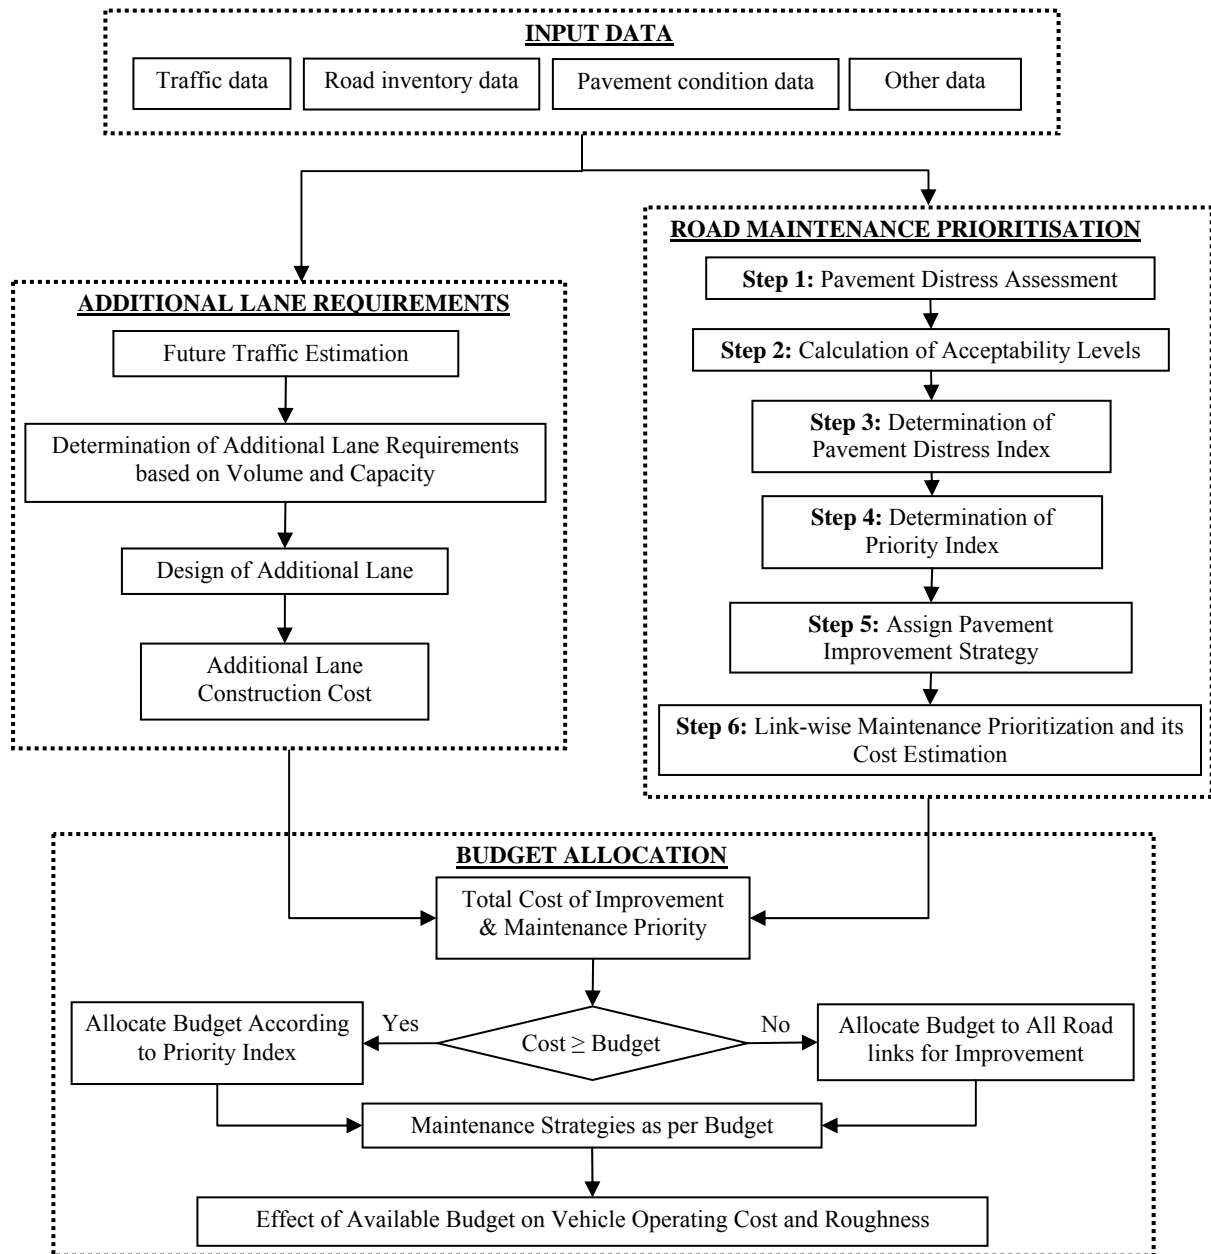 INPUT DATA
Traffic data
Road inventory data
Pavement condition data
Other data
ADDITIONAL LANE REQUIREMENTS
Future Traffic Estimation
Determination of Additional Lane Requirements
based on Volume and Capacity
Design of Additional Lane
Additional Lane
Construction Cost
ROAD MAINTENANCE PRIORITISATION
Step 1: Pavement Distress Assessment
Step 2: Calculation of Acceptability Levels
Step 3: Determination of
Pavement Distress Index
Step 4: Determination of
Priority Index
Step 5: Assign Pavement
Improvement Strategy
Step 6: Link-wise Maintenance Prioritization and its
Cost Estimation
BUDGET ALLOCATION
Total Cost of Improvement
& Maintenance Priority
Cost ≥ Budget
Yes
No
Allocate Budget According
to Priority Index
Allocate Budget to All Road
links for Improvement
Maintenance Strategies as per Budget
Effect of Available Budget on Vehicle Operating Cost and Roughness